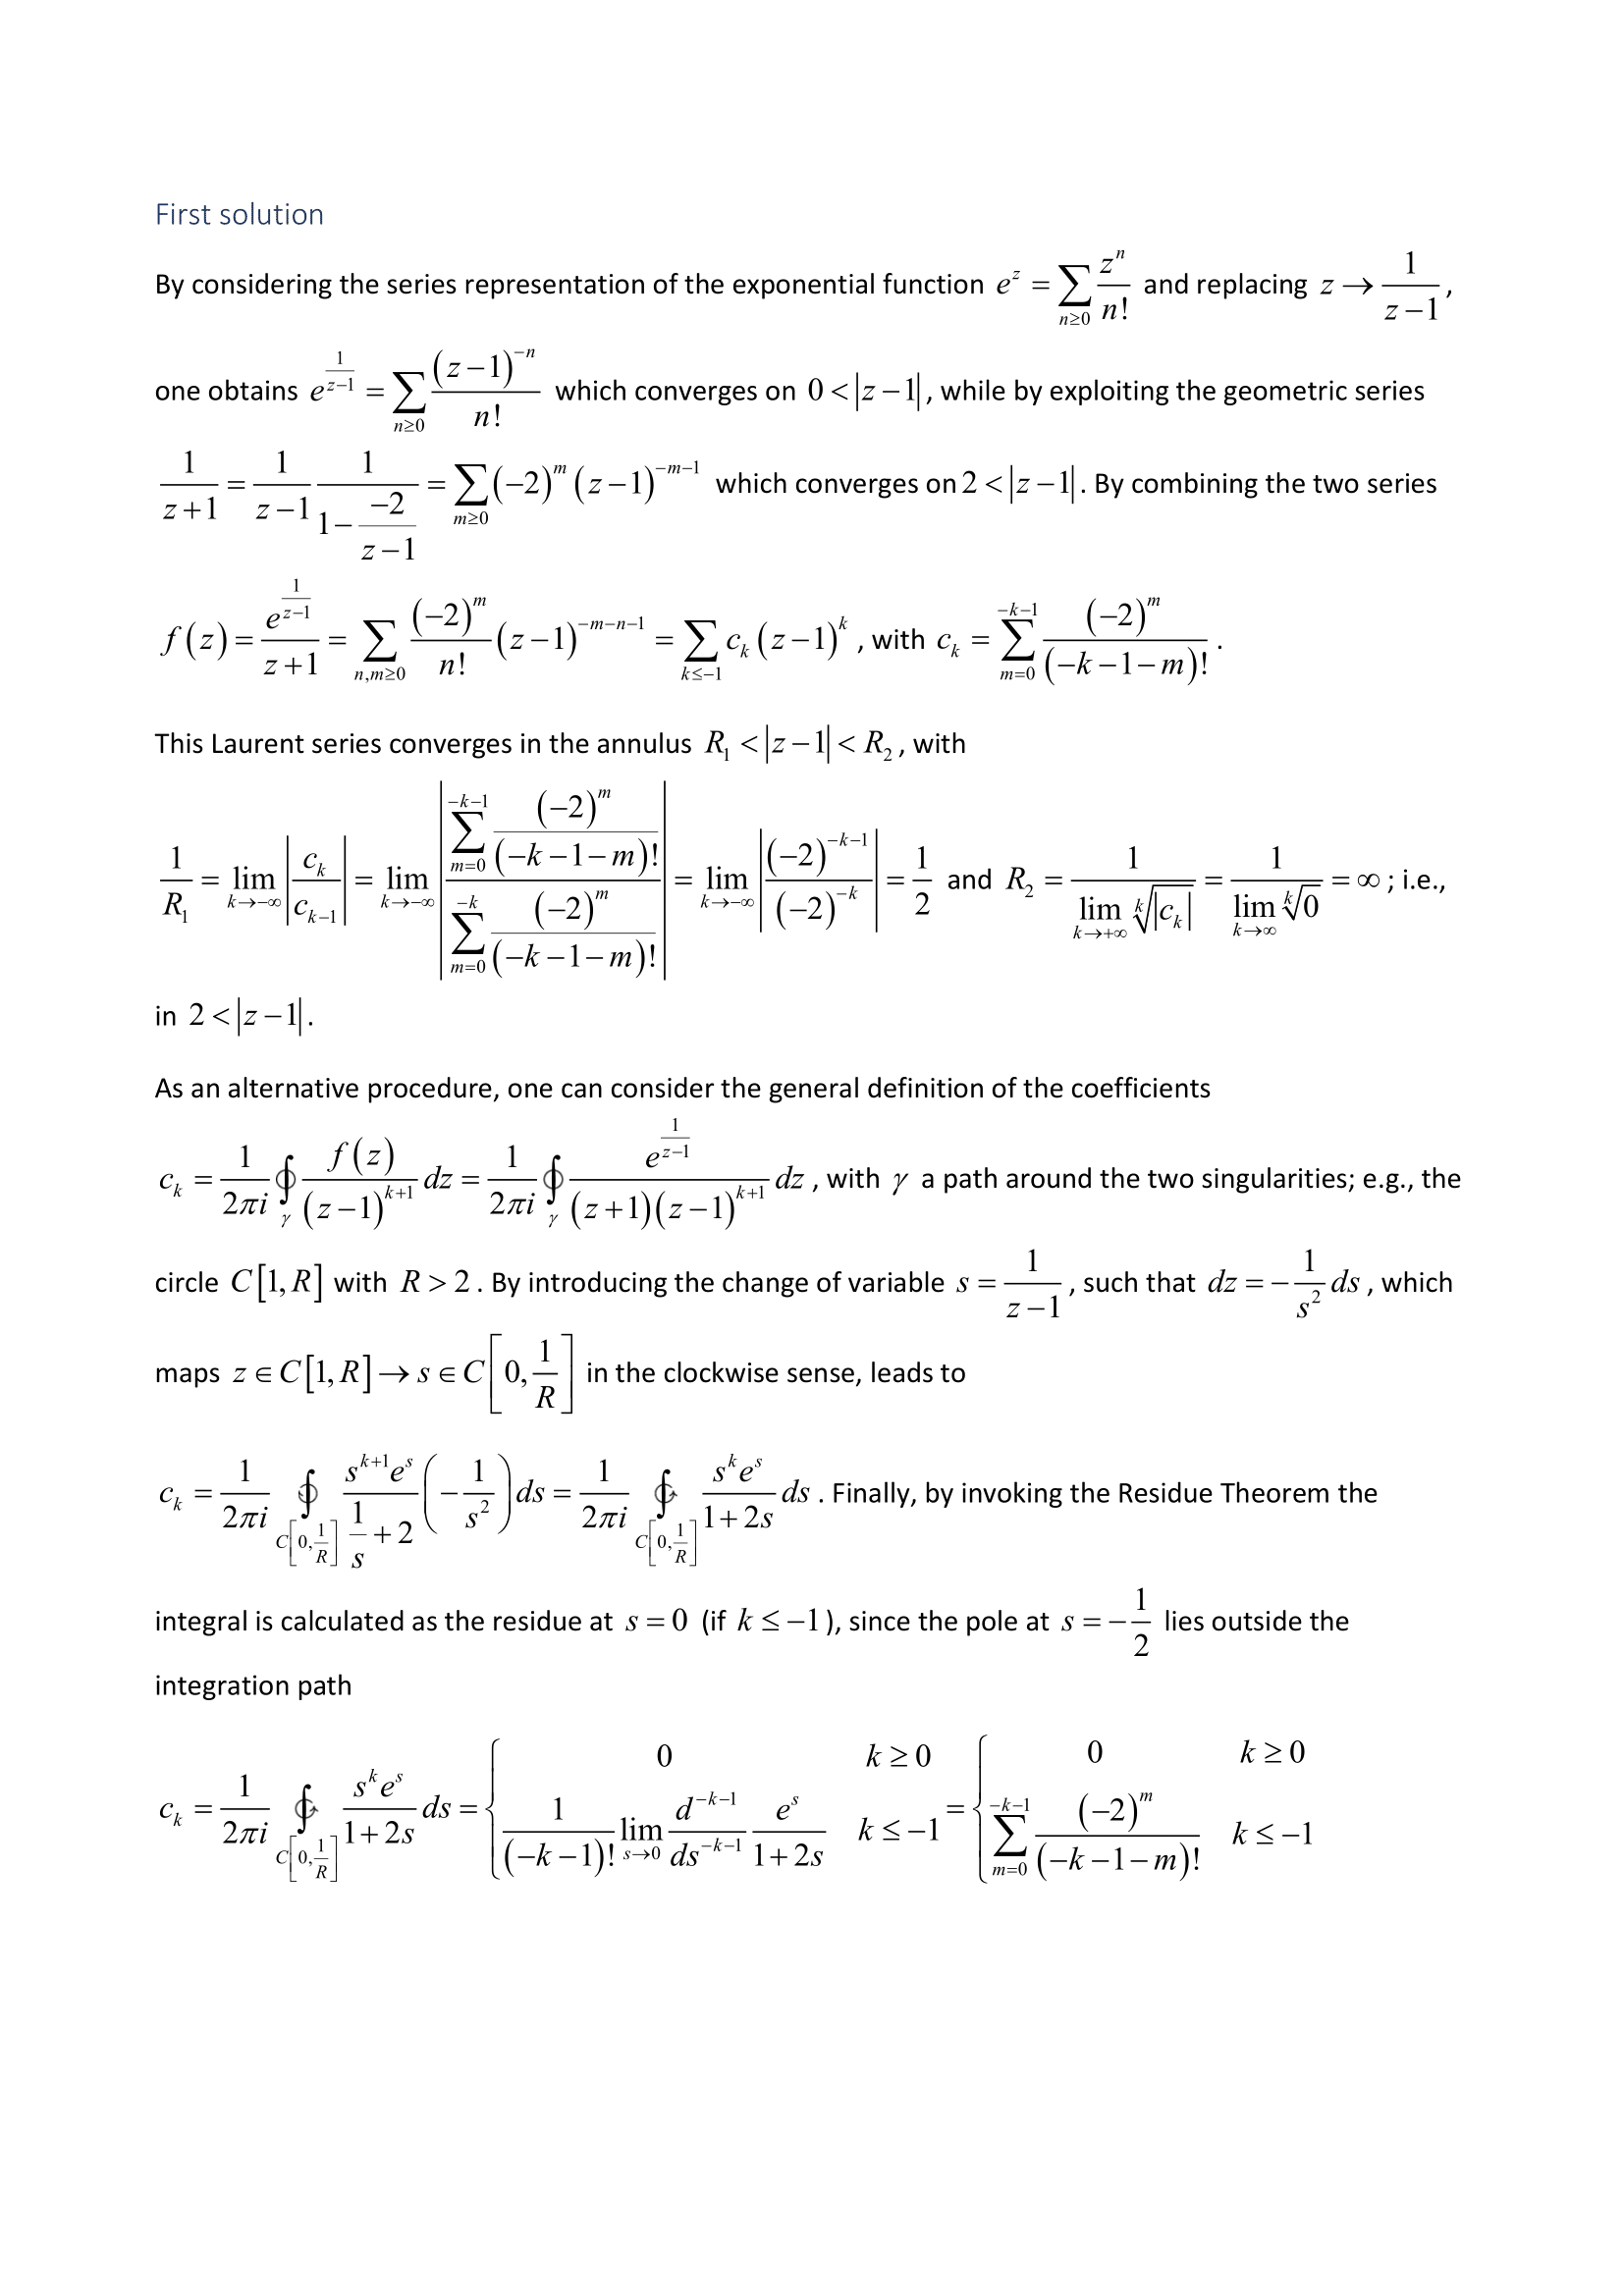 First solution
By considering the series representation of the exponential function $e^{z} = \sum_{n \geq 0} \frac{z^{n}}{n!}$ and replacing $z \to \frac{1}{z-1}$,
one obtains $e^{\frac{1}{z-1}} = \sum_{n \geq 0} \frac{(z-1)^{-n}}{n!}$ which converges on $0 < |z-1|$, while by exploiting the geometric series
$\frac{1}{z+1} = \frac{1}{z-1} \frac{1}{1 - \frac{-2}{z-1}} = \sum_{m \geq 0} (-2)^{m} (z-1)^{-m-1}$ which converges on $2 < |z-1|$. By combining the two series
$f(z) = \frac{e^{\frac{1}{z-1}}}{z+1} = \sum_{n,m \geq 0} \frac{(-2)^{m}}{n!} (z-1)^{-m-n-1} = \sum_{k \leq -1} c_{k} (z-1)^{k}$, with $c_{k} = \sum_{m=0}^{-k-1} \frac{(-2)^{m}}{(-k-1-m)!}$.
This Laurent series converges in the annulus $R_{1} < |z-1| < R_{2}$, with
$\frac{1}{R_{1}} = \lim_{k \to -\infty} \left| \frac{c_{k}}{c_{k-1}} \right| = \lim_{k \to -\infty} \left| \frac{\sum_{m=0}^{-k-1} \frac{(-2)^{m}}{(-k-1-m)!}}{\sum_{m=0}^{-k} \frac{(-2)^{m}}{(-k-1-m)!}} \right| = \lim_{k \to -\infty} \left| \frac{(-2)^{-k-1}}{(-2)^{-k}} \right| = \frac{1}{2}$ and $R_{2} = \frac{1}{\lim_{k \to +\infty} \sqrt[k]{|c_{k}|}} = \frac{1}{\lim_{k \to \infty} \sqrt[k]{0}} = \infty$; i.e.,
in $2 < |z-1|$.
As an alternative procedure, one can consider the general definition of the coefficients
$c_{k} = \frac{1}{2\pi i} \oint_{\gamma} \frac{f(z)}{(z-1)^{k+1}} dz = \frac{1}{2\pi i} \oint_{\gamma} \frac{e^{\frac{1}{z-1}}}{(z+1)(z-1)^{k+1}} dz$, with $\gamma$ a path around the two singularities; e.g., the
circle $C[1,R]$ with $R > 2$. By introducing the change of variable $s = \frac{1}{z-1}$, such that $dz = -\frac{1}{s^{2}} ds$, which
maps $z \in C[1,R] \to s \in C\left[0, \frac{1}{R}\right]$ in the clockwise sense, leads to
$c_{k} = \frac{1}{2\pi i} \oint_{C\left[0,\frac{1}{R}\right]} \frac{s^{k+1} e^{s}}{\frac{1}{s} + 2} \left( -\frac{1}{s^{2}} \right) ds = \frac{1}{2\pi i} \oint_{C\left[0,\frac{1}{R}\right]} \frac{s^{k} e^{s}}{1+2s} ds$. Finally, by invoking the Residue Theorem the
integral is calculated as the residue at $s = 0$ (if $k \leq -1$), since the pole at $s = -\frac{1}{2}$ lies outside the
integration path
$c_{k} = \frac{1}{2\pi i} \oint_{C\left[0,\frac{1}{R}\right]} \frac{s^{k} e^{s}}{1+2s} ds = \begin{cases} 0 & k \geq 0 \\ \frac{1}{(-k-1)!} \lim_{s \to 0} \frac{d^{-k-1}}{ds^{-k-1}} \frac{e^{s}}{1+2s} & k \leq -1 \end{cases} = \begin{cases} 0 & k \geq 0 \\ \sum_{m=0}^{-k-1} \frac{(-2)^{m}}{(-k-1-m)!} & k \leq -1 \end{cases}$